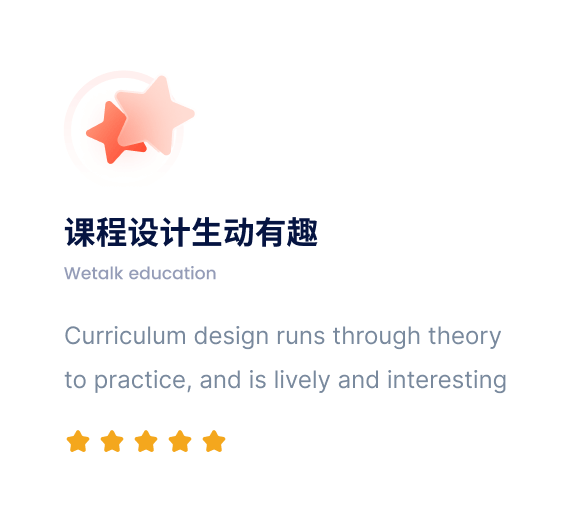 课程设计生动有趣
Wetalk education
Curriculum design runs through theory
to practice, and is lively and interesting